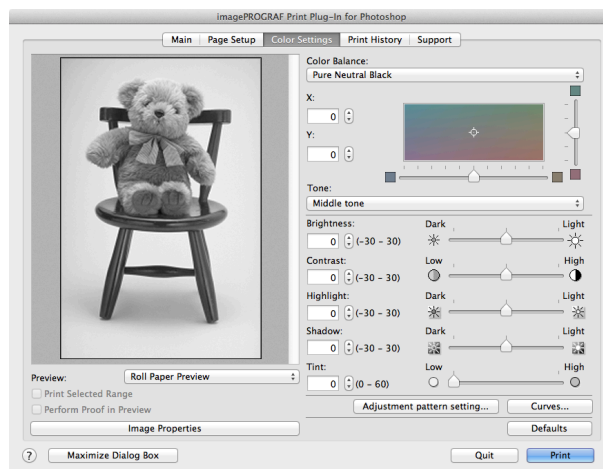 imagePROGRAF Print Plug-In for Photoshop
Main Page Setup Color Settings Print History Support
Color Balance:
Pure Neutral Black
X:
0
Y:
0
Tone:
Middle tone
Brightness: Dark Light
0 (-30 - 30)
Contrast: Low High
0 (-30 - 30)
Highlight: Dark Light
0 (-30 - 30)
Shadow: Dark Light
0 (-30 - 30)
Tint: Low High
0 (0 - 60)
Preview: Roll Paper Preview
Print Selected Range
Perform Proof in Preview
Adjustment pattern setting... Curves...
Image Properties Defaults
? Maximize Dialog Box Quit Print